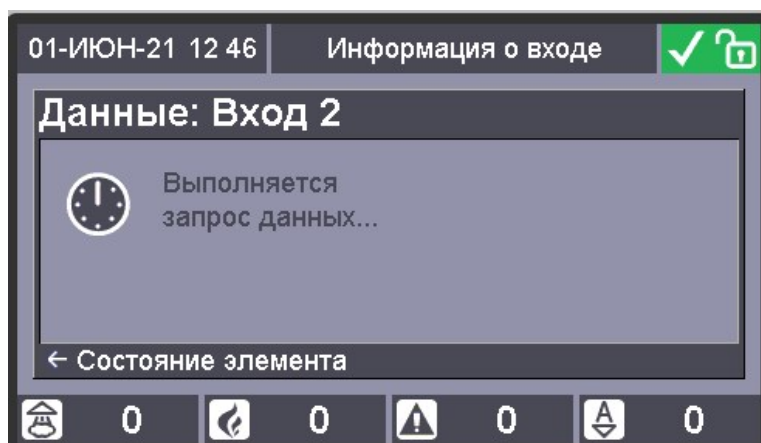 01-ИЮН-21 12 46 Информация о входе
Данные: Вход 2
Выполняется
запрос данных...
← Состояние элемента
0 0 0 A 0